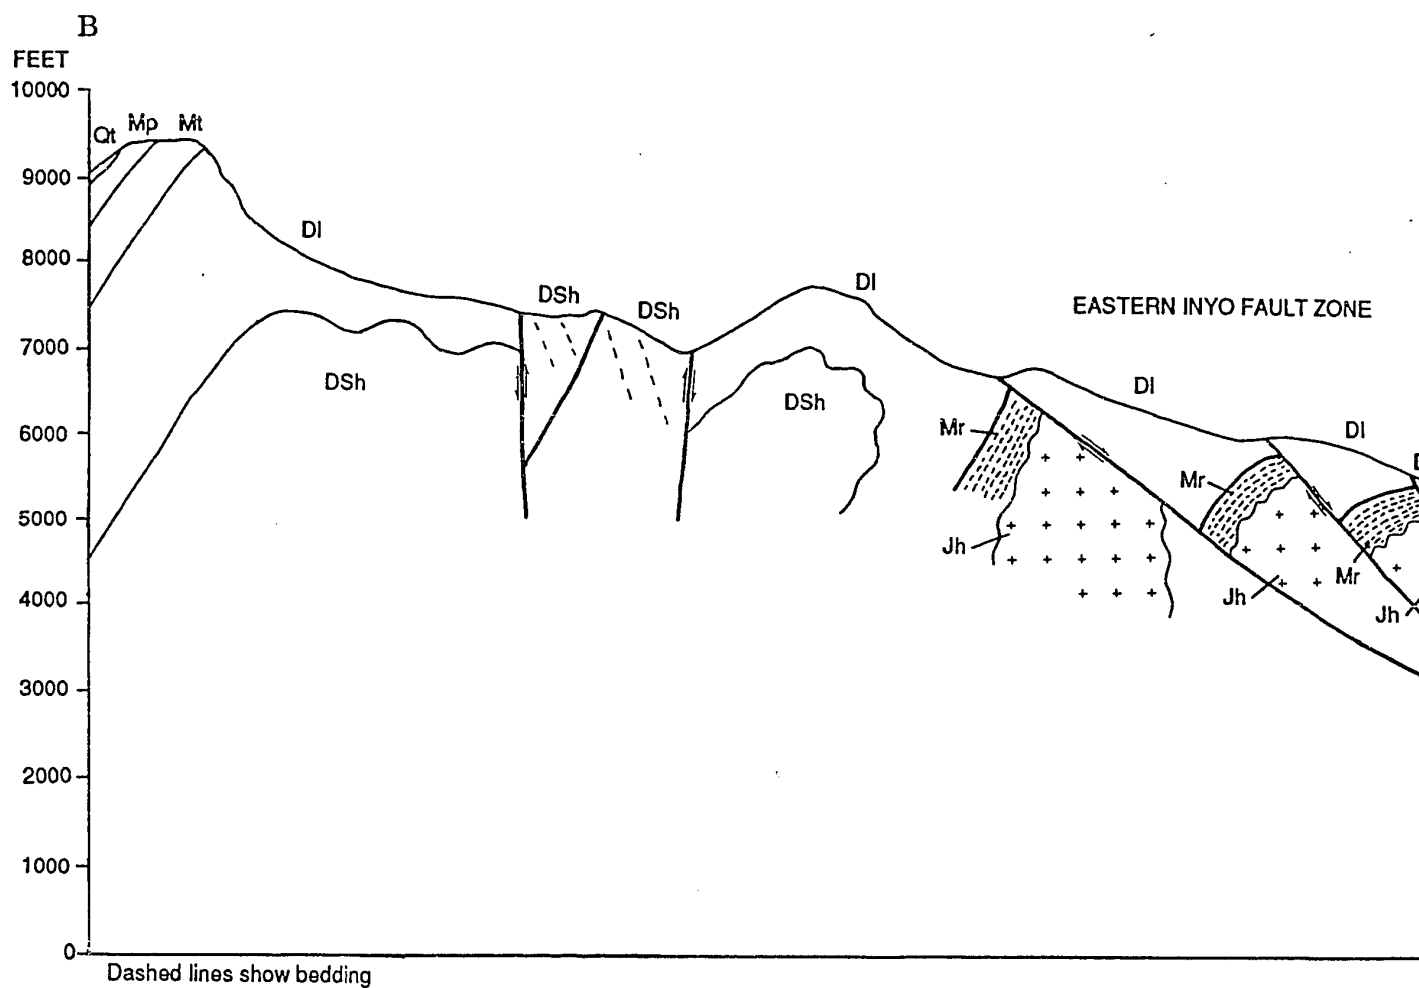 B
FEET
10000
Qt Mp Mt
9000
Dl
8000
DSh DSh Dl
EASTERN INYO FAULT ZONE
7000
DSh DSh Dl
6000
Mr Dl
Mr
5000
Jh Mr
4000
Jh Jh
3000
2000
1000
0
Dashed lines show bedding